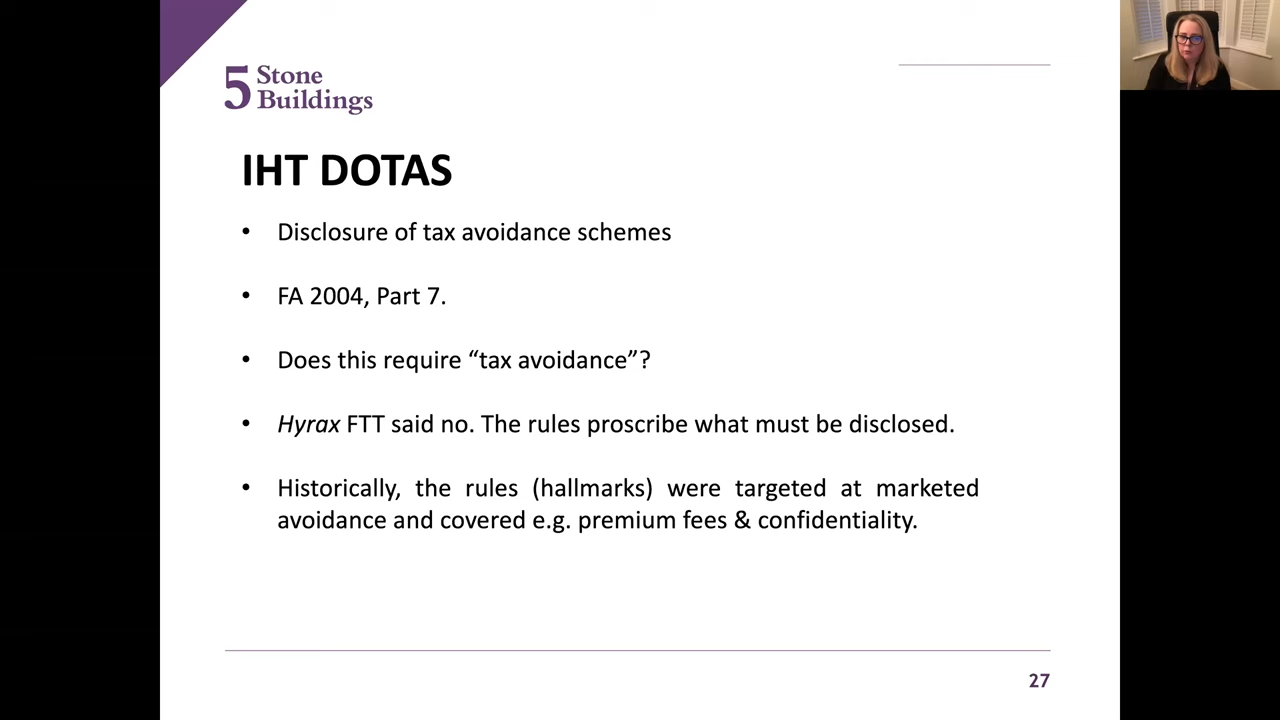 5 Stone
Buildings
IHT DOTAS
• Disclosure of tax avoidance schemes
• FA 2004, Part 7.
• Does this require “tax avoidance”?
• Hyrax FTT said no. The rules proscribe what must be disclosed.
• Historically, the rules (hallmarks) were targeted at marketed
avoidance and covered e.g. premium fees & confidentiality.
27